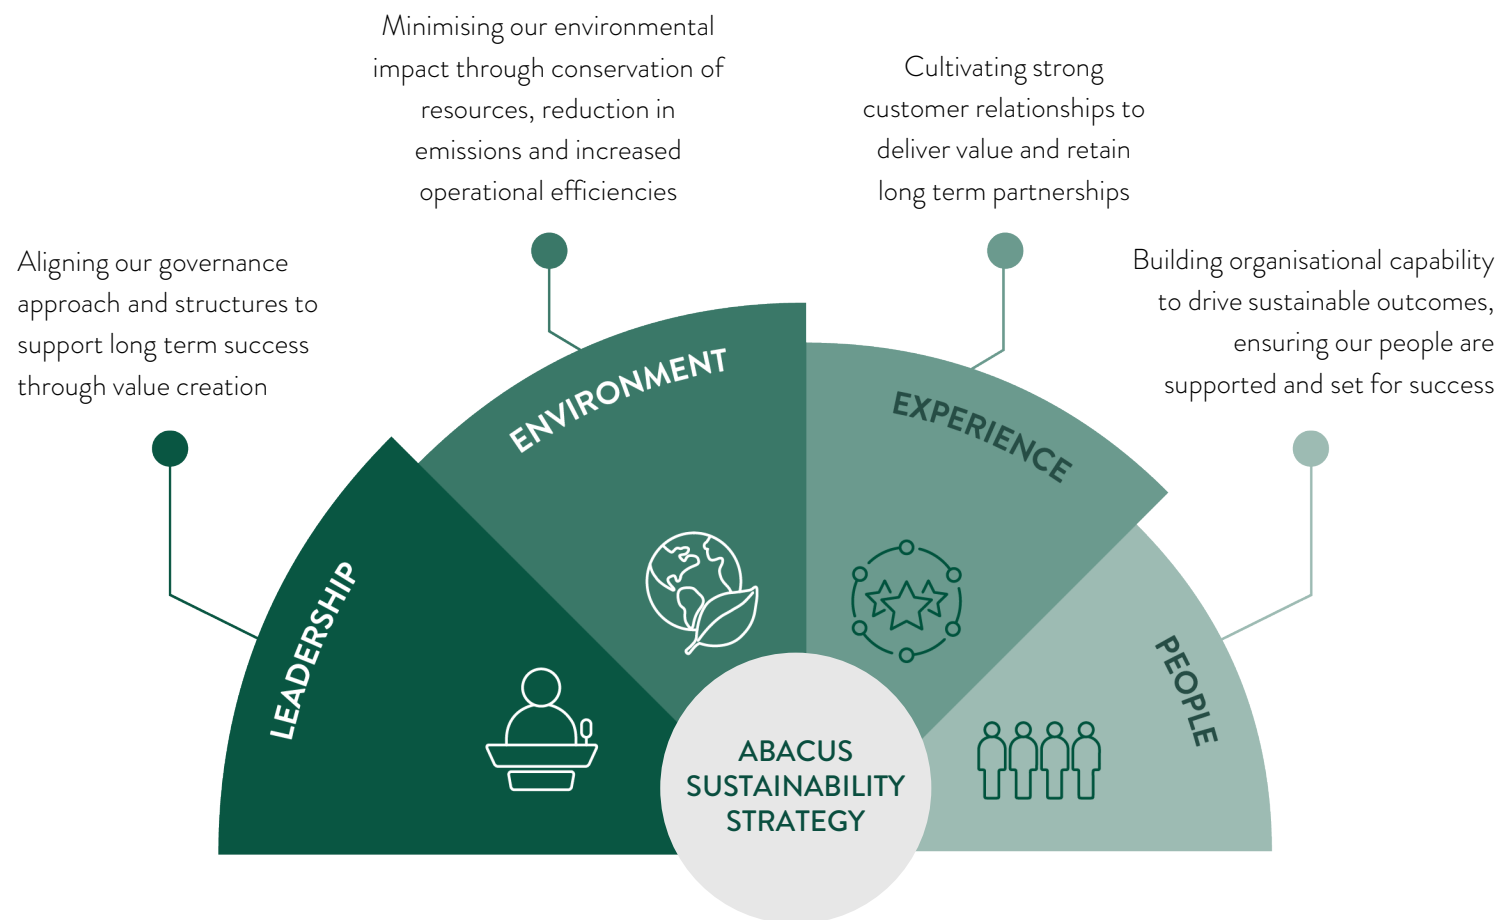 Minimising our environmental
impact through conservation of
resources, reduction in
emissions and increased
operational efficiencies
Cultivating strong
customer relationships to
deliver value and retain
long term partnerships
Aligning our governance
approach and structures to
support long term success
through value creation
Building organisational capability
to drive sustainable outcomes,
ensuring our people are
supported and set for success
LEADERSHIP
ENVIRONMENT
EXPERIENCE
PEOPLE
ABACUS
SUSTAINABILITY
STRATEGY